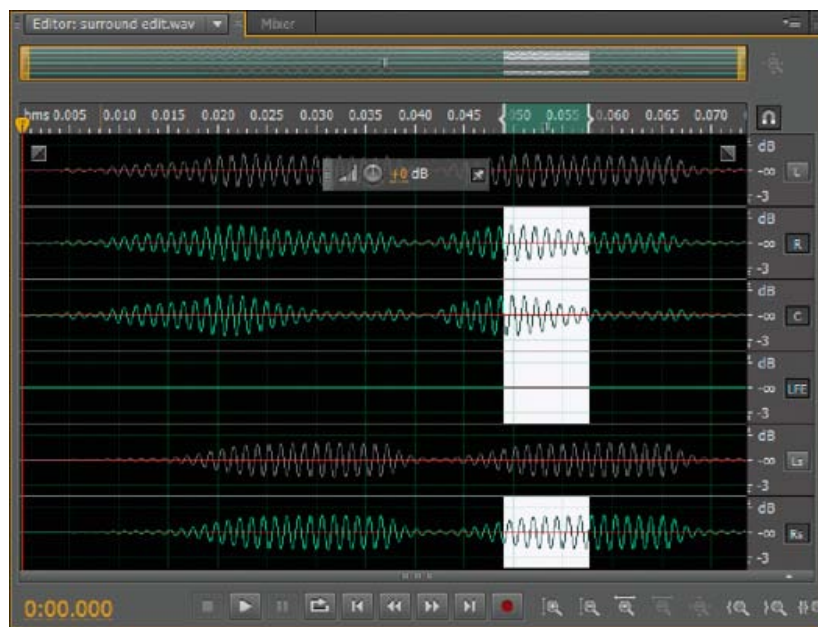 Editor: surround edit.wav Mixer
hms 0.005 0.010 0.015 0.020 0.025 0.030 0.035 0.040 0.045 050 0.055 0.060 0.065 0.070
dB
-∞ L
-3
+0 dB
dB
-∞ R
-3
dB
-∞ C
-3
dB
-∞ LFE
-3
dB
-∞ Ls
-3
dB
-∞ Rs
-3
0:00.000